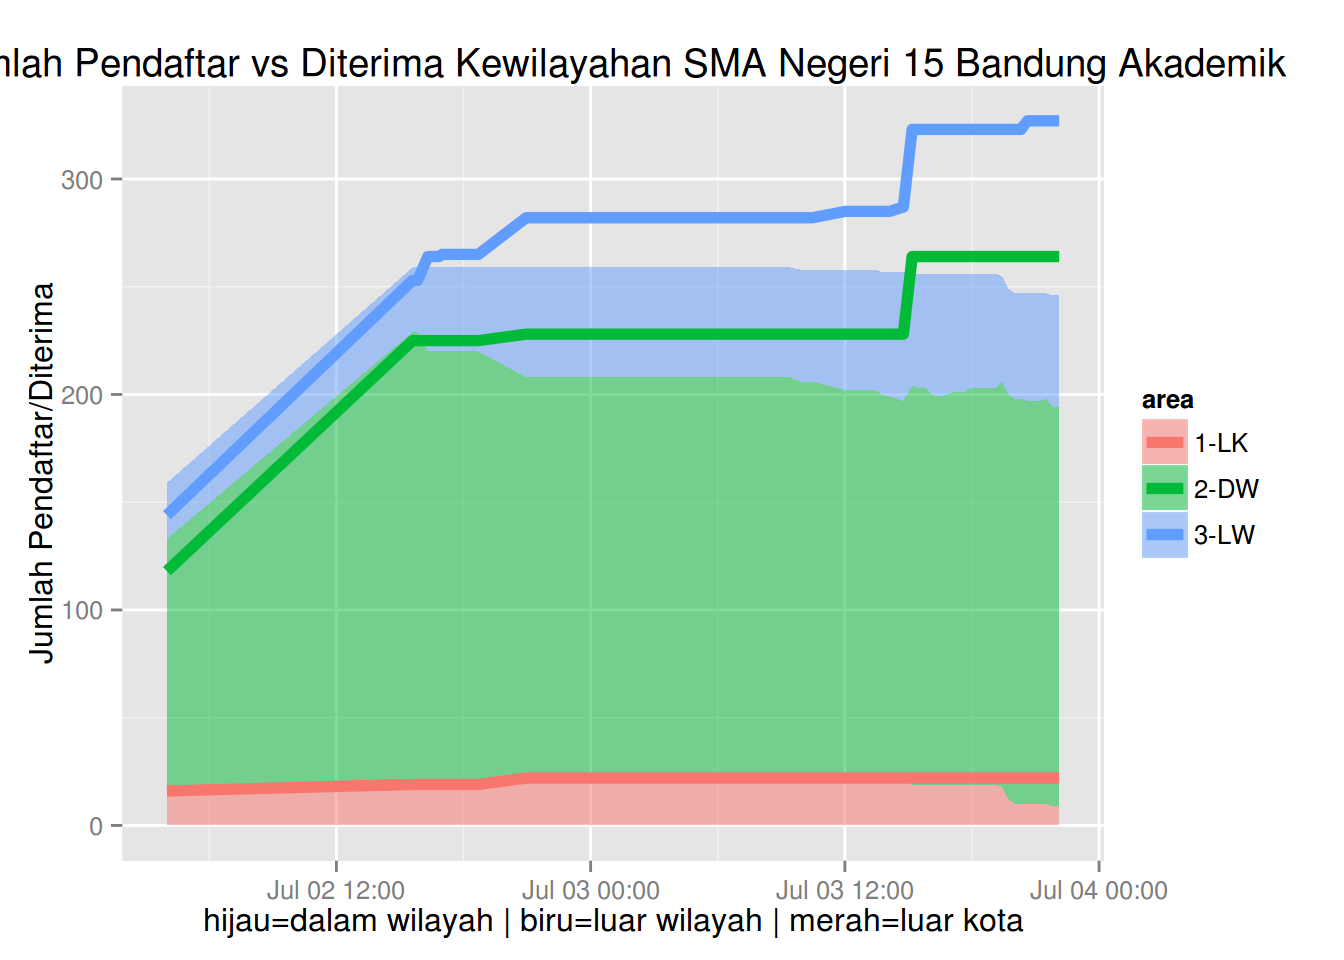 Pendaftar vs Diterima Kewilayahan SMA Negeri 15 Bandung Akademik
Jumlah Pendaftar/Diterima
300
200
100
0
area
1-LK
2-DW
3-LW
Jul 02 12:00
Jul 03 00:00
Jul 03 12:00
Jul 04 00:00
hijau=dalam wilayah | biru=luar wilayah | merah=luar kota